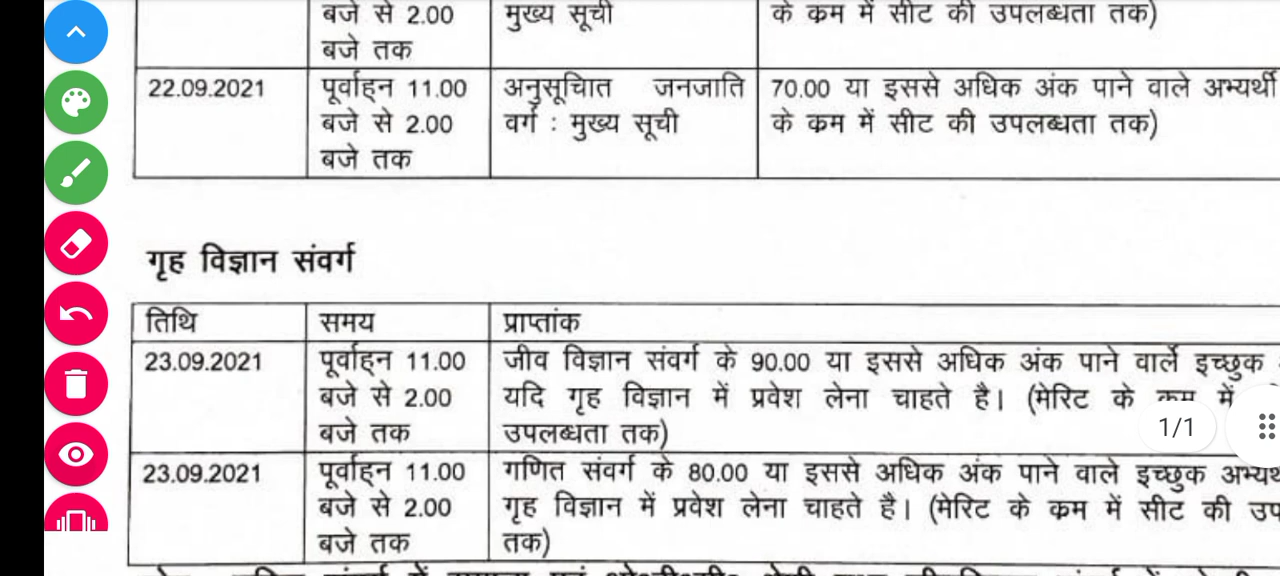 बजे से 2.00 मुख्य सूची के क्रम में सीट की उपलब्धता तक)
बजे तक
22.09.2021 पूर्वाह्न 11.00 अनुसूचिात जनजाति 70.00 या इससे अधिक अंक पाने वाले अभ्यर्थी
बजे से 2.00 वर्ग : मुख्य सूची के क्रम में सीट की उपलब्धता तक)
बजे तक
गृह विज्ञान संवर्ग
तिथि समय प्राप्तांक
23.09.2021 पूर्वाह्न 11.00 जीव विज्ञान संवर्ग के 90.00 या इससे अधिक अंक पाने वालें इच्छुक
बजे से 2.00 यदि गृह विज्ञान में प्रवेश लेना चाहते है। (मेरिट के क्रम में
बजे तक उपलब्धता तक)
1/1
23.09.2021 पूर्वाह्न 11.00 गणित संवर्ग के 80.00 या इससे अधिक अंक पाने वाले इच्छुक
बजे से 2.00 गृह विज्ञान में प्रवेश लेना चाहते है। (मेरिट के क्रम में सीट की
बजे तक तक)